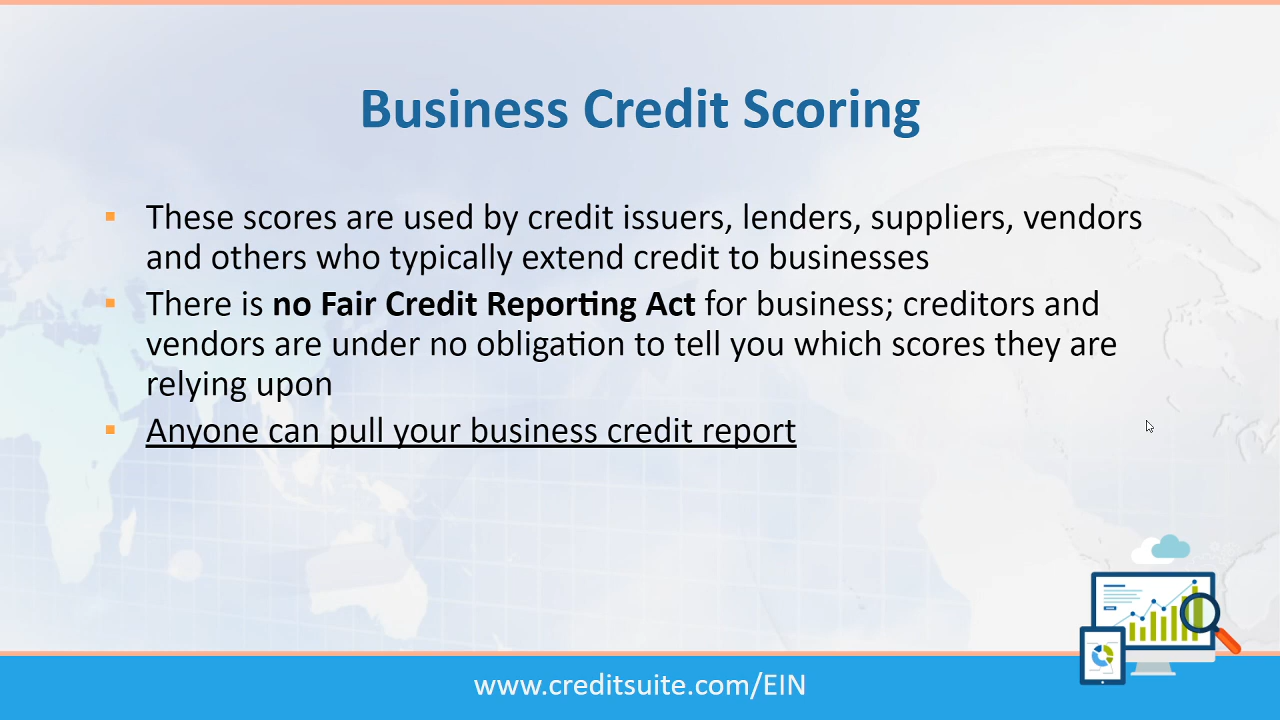 Business Credit Scoring
▪ These scores are used by credit issuers, lenders, suppliers, vendors
and others who typically extend credit to businesses
▪ There is no Fair Credit Reporting Act for business; creditors and
vendors are under no obligation to tell you which scores they are
relying upon
▪ Anyone can pull your business credit report
www.creditsuite.com/EIN